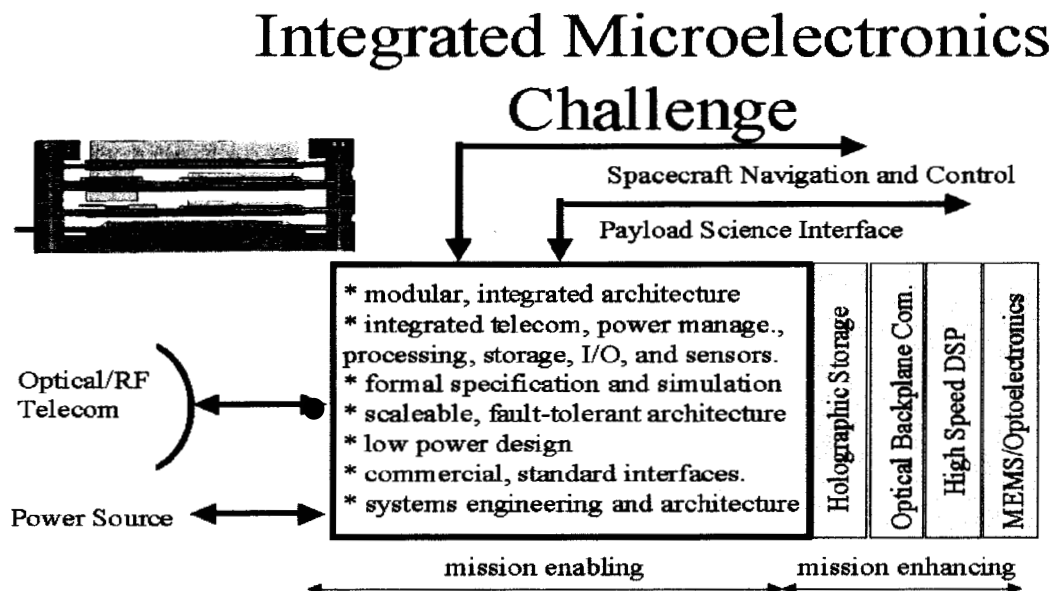 Integrated Microelectronics
Challenge
Spacecraft Navigation and Control
Payload Science Interface
* modular, integrated architecture
* integrated telecom, power manage.,
processing, storage, I/O, and sensors.
* formal specification and simulation
* scaleable, fault-tolerant architecture
* low power design
* commercial, standard interfaces.
* systems engineering and architecture
Optical/RF
Telecom
Power Source
Holographic Storage
Optical Backplane Com.
High Speed DSP
MEMS/Optoelectronics
mission enabling
mission enhancing